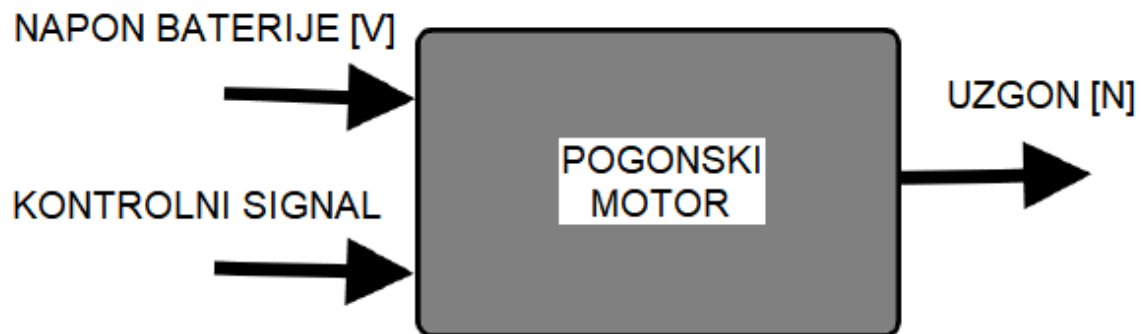 NAPON BATERIJE [V]
UZGON [N]
POGONSKI
MOTOR
KONTROLNI SIGNAL